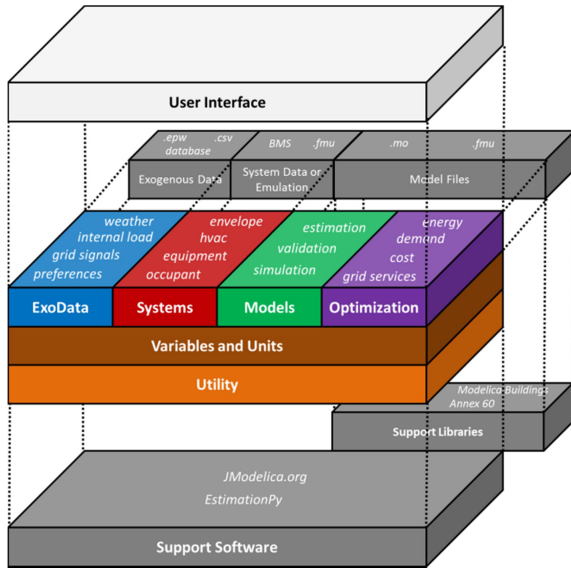 User Interface
.epw .csv
database
BMS .fmu
.mo .fmu
Exogenous Data
System Data or
Emulation
Model Files
weather
internal load
grid signals
preferences
envelope
hvac
equipment
occupant
estimation
validation
simulation
energy
demand
cost
grid services
ExoData
Systems
Models
Optimization
Variables and Units
Utility
Modelica-Buildings
Annex 60
Support Libraries
JModelica.org
EstimationPy
Support Software